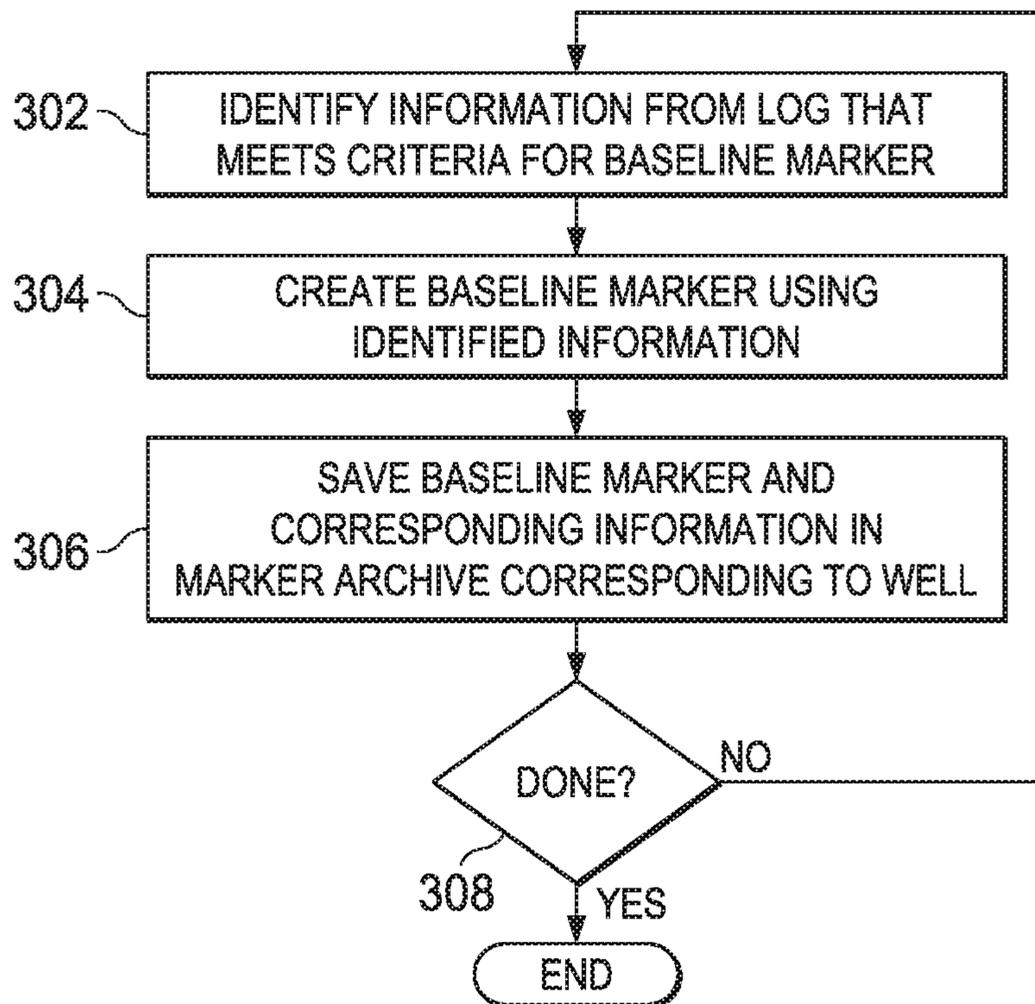 302
IDENTIFY INFORMATION FROM LOG THAT
MEETS CRITERIA FOR BASELINE MARKER
304
CREATE BASELINE MARKER USING
IDENTIFIED INFORMATION
306
SAVE BASELINE MARKER AND
CORRESPONDING INFORMATION IN
MARKER ARCHIVE CORRESPONDING TO WELL
DONE?
NO
308
YES
END